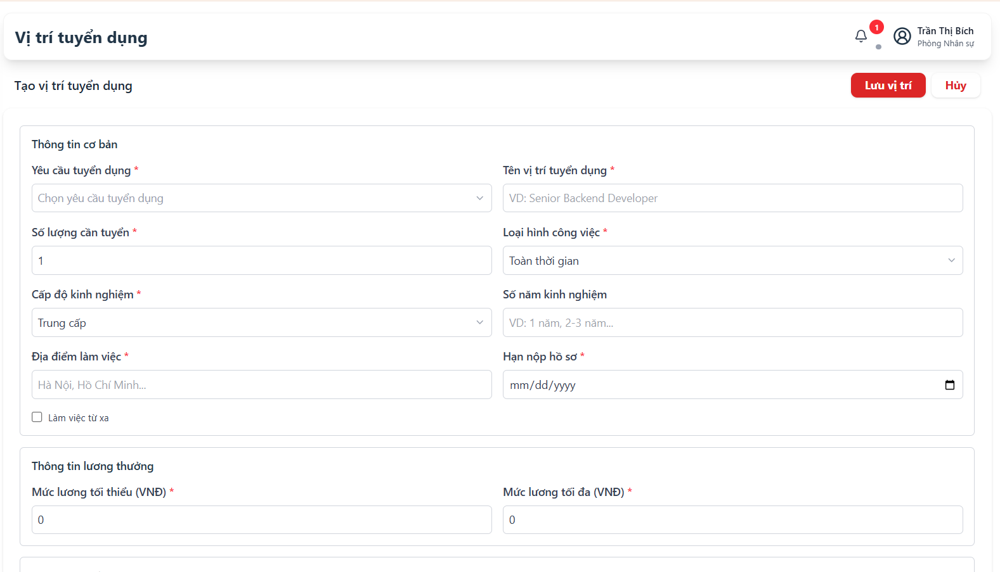 Vị trí tuyển dụng
1
Trần Thị Bích
Phòng Nhân sự
Tạo vị trí tuyển dụng
Lưu vị trí
Hủy
Thông tin cơ bản
Yêu cầu tuyển dụng *
Tên vị trí tuyển dụng *
Chọn yêu cầu tuyển dụng
VD: Senior Backend Developer
Số lượng cần tuyển *
Loại hình công việc *
1
Toàn thời gian
Cấp độ kinh nghiệm *
Số năm kinh nghiệm
Trung cấp
VD: 1 năm, 2-3 năm...
Địa điểm làm việc *
Hạn nộp hồ sơ *
Hà Nội, Hồ Chí Minh...
mm/dd/yyyy
Làm việc từ xa
Thông tin lương thưởng
Mức lương tối thiểu (VNĐ) *
Mức lương tối đa (VNĐ) *
0
0